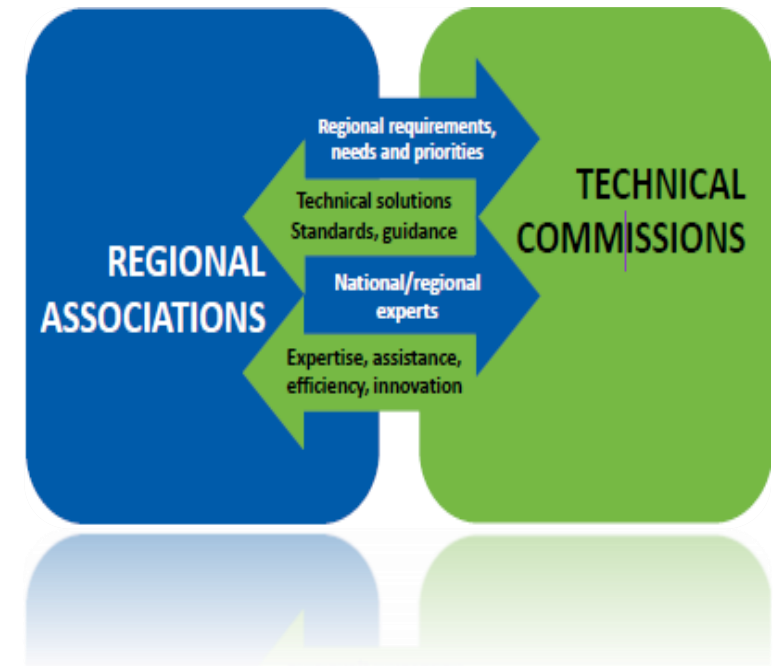 Regional requirements,
needs and priorities
Technical solutions
Standards, guidance
National/regional
experts
Expertise, assistance,
efficiency, innovation
REGIONAL
ASSOCIATIONS
TECHNICAL
COMMISSIONS